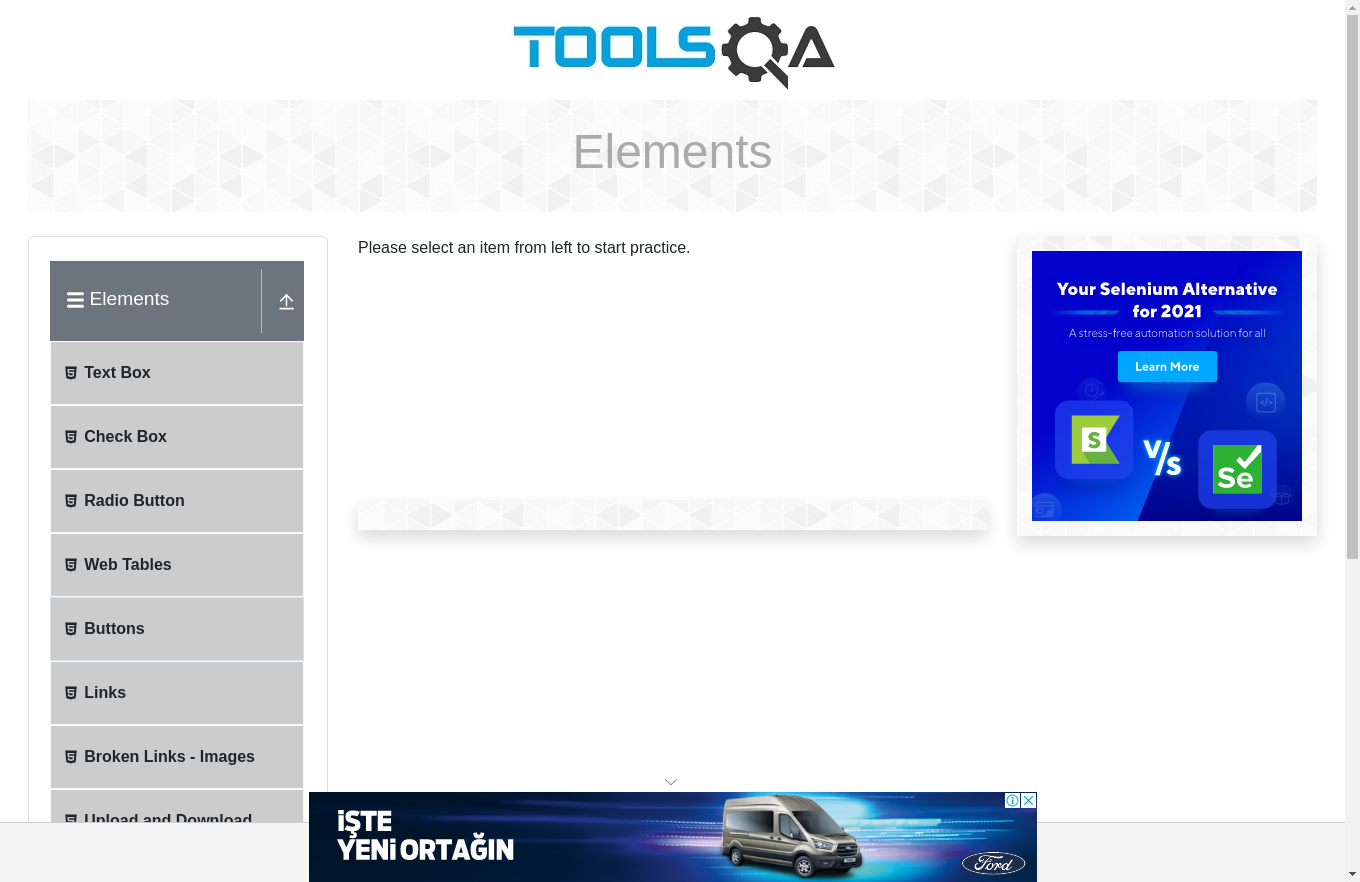 TOOLSQA
Elements
Elements
Please select an item from left to start practice.
Text Box
Check Box
Radio Button
Web Tables
Buttons
Links
Broken Links - Images
Upload and Download
Your Selenium Alternative
for 2021
A stress-free automation solution for all
Learn More
S
V/s
Se
İŞTE
YENİ ORTAĞIN
Ford